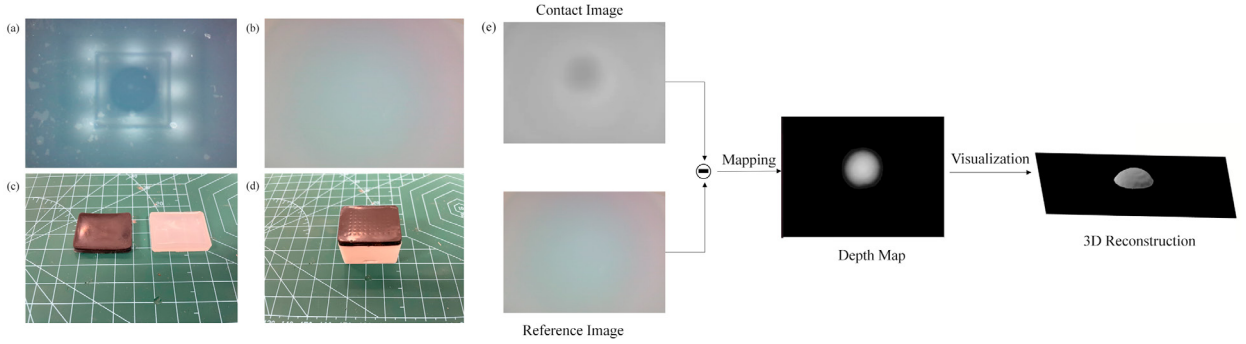 (a)
(b)
(c)
(d)
(e)
Contact Image
Reference Image
Mapping
Depth Map
Visualization
3D Reconstruction